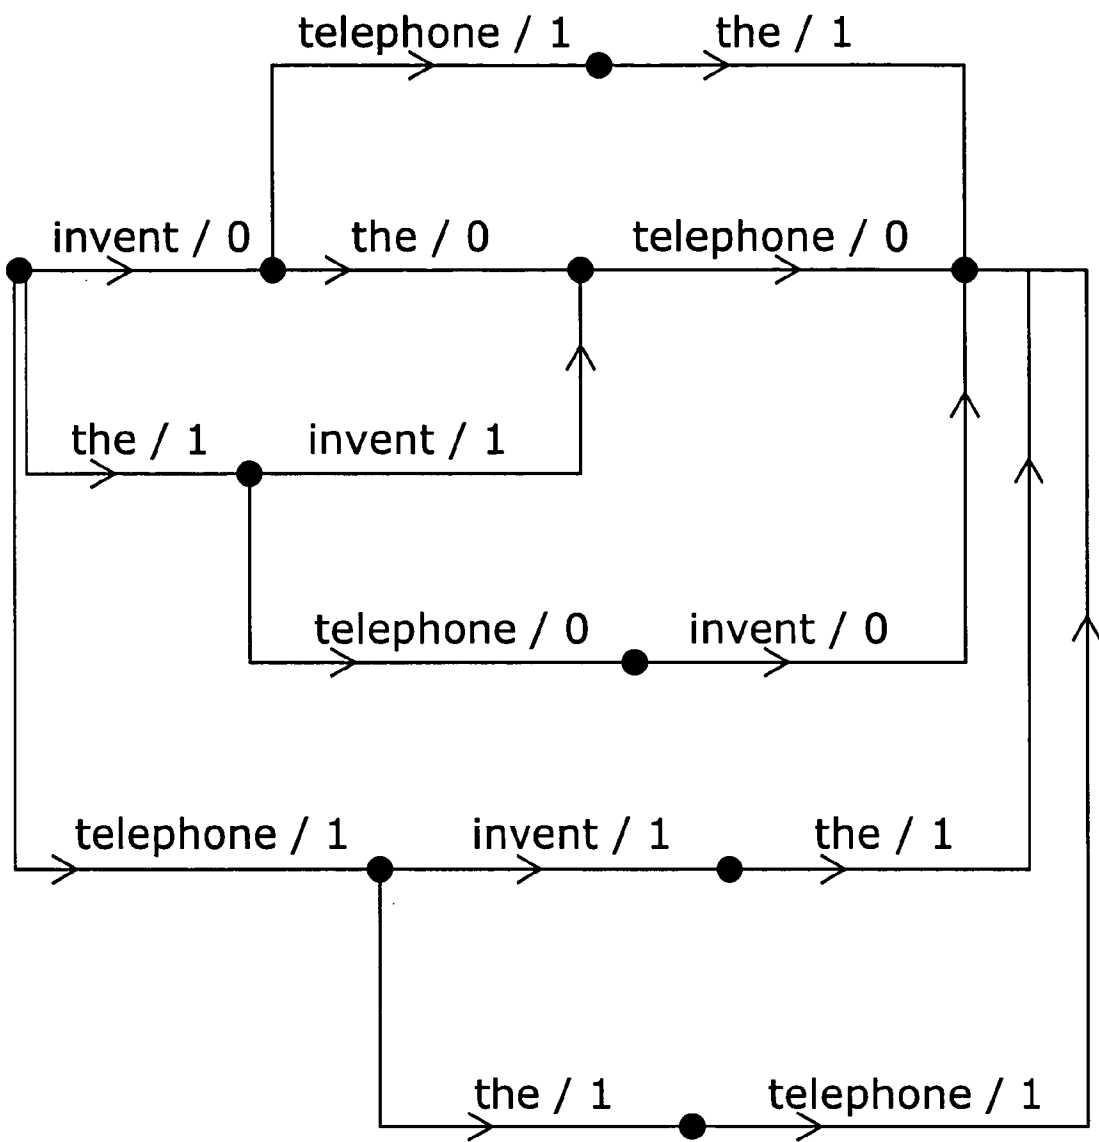 telephone / 1 the / 1
invent / 0 the / 0 telephone / 0
the / 1 invent / 1
telephone / 0 invent / 0
telephone / 1 invent / 1 the / 1
the / 1 telephone / 1